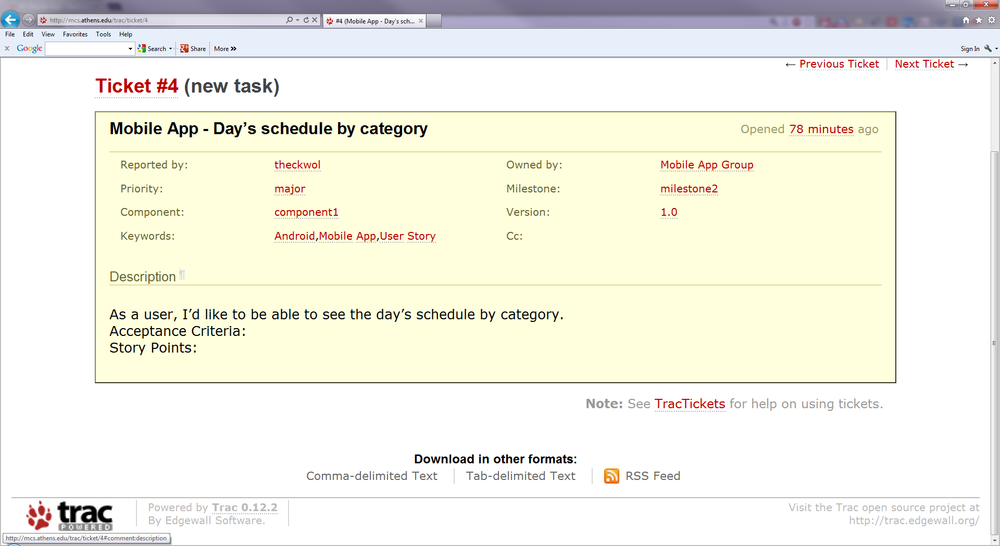 http://mcs.athens.edu/trac/ticket/4
#4 (Mobile App - Day's sch...
File Edit View Favorites Tools Help
x Google Search Share More »
Sign In
← Previous Ticket Next Ticket →
Ticket #4 (new task)
Mobile App - Day’s schedule by category
Opened 78 minutes ago
Reported by: theckwol Owned by: Mobile App Group
Priority: major Milestone: milestone2
Component: component1 Version: 1.0
Keywords: Android,Mobile App,User Story Cc:
Description ¶
As a user, I’d like to be able to see the day’s schedule by category.
Acceptance Criteria:
Story Points:
Note: See TracTickets for help on using tickets.
Download in other formats:
Comma-delimited Text Tab-delimited Text RSS Feed
trac
POWERED
Powered by Trac 0.12.2
By Edgewall Software.
Visit the Trac open source project at
http://trac.edgewall.org/
http://mcs.athens.edu/trac/ticket/4#comment:description